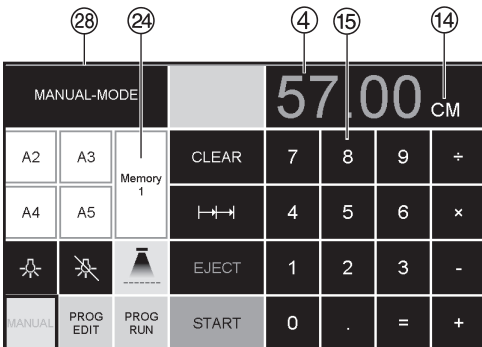 28 24 4 15 14
MANUAL-MODE 57.00 CM
A2 A3 Memory CLEAR 7 8 9 ÷
1
A4 A5 4 5 6 ×
EJECT 1 2 3 -
MANUAL PROG PROG START 0 . = +
EDIT RUN